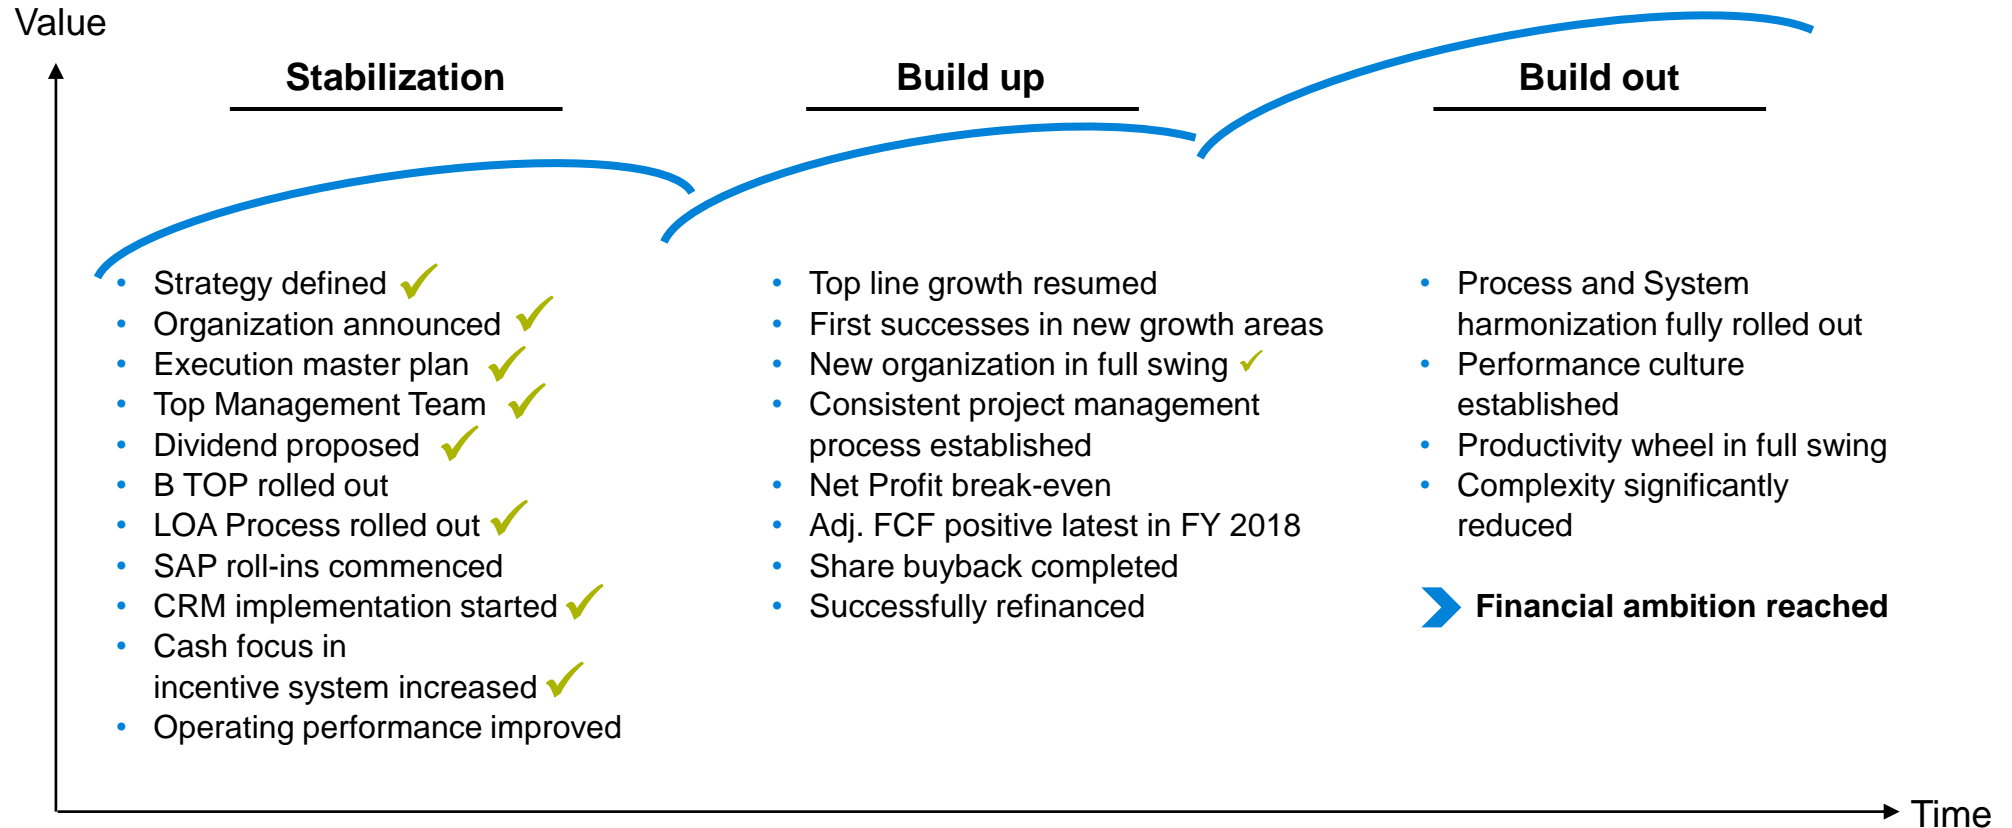 Value
Stabilization
Strategy defined
Organization announced
Execution master plan
Top Management Team
Dividend proposed
B TOP rolled out
LOA Process rolled out
SAP roll-ins commenced
CRM implementation started
Cash focus in
incentive system increased
Operating performance improved
Build up
Top line growth resumed
First successes in new growth areas
New organization in full swing
Consistent project management
process established
Net Profit break-even
Adj. FCF positive latest in FY 2018
Share buyback completed
Successfully refinanced
Build out
Process and System
harmonization fully rolled out
Performance culture
established
Productivity wheel in full swing
Complexity significantly
reduced
Financial ambition reached
Time